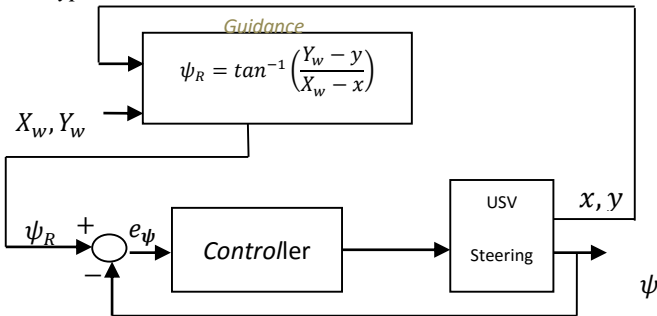 Guidance
ψ_R = tan⁻¹((Y_w − y)/(X_w − x))
X_w, Y_w
ψ_R
+
−
e_ψ
Controller
USV
Steering
x, y
ψ